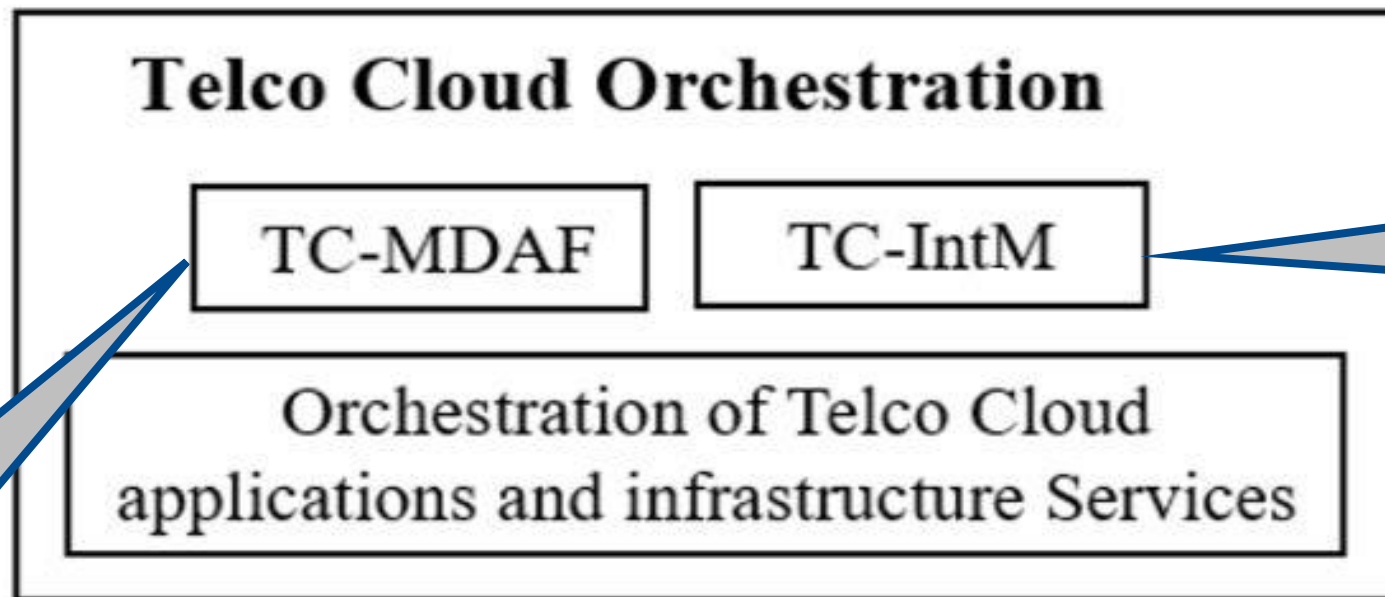 Telco Cloud Orchestration
TC-MDAF
TC-IntM
Orchestration of Telco Cloud
applications and infrastructure Services